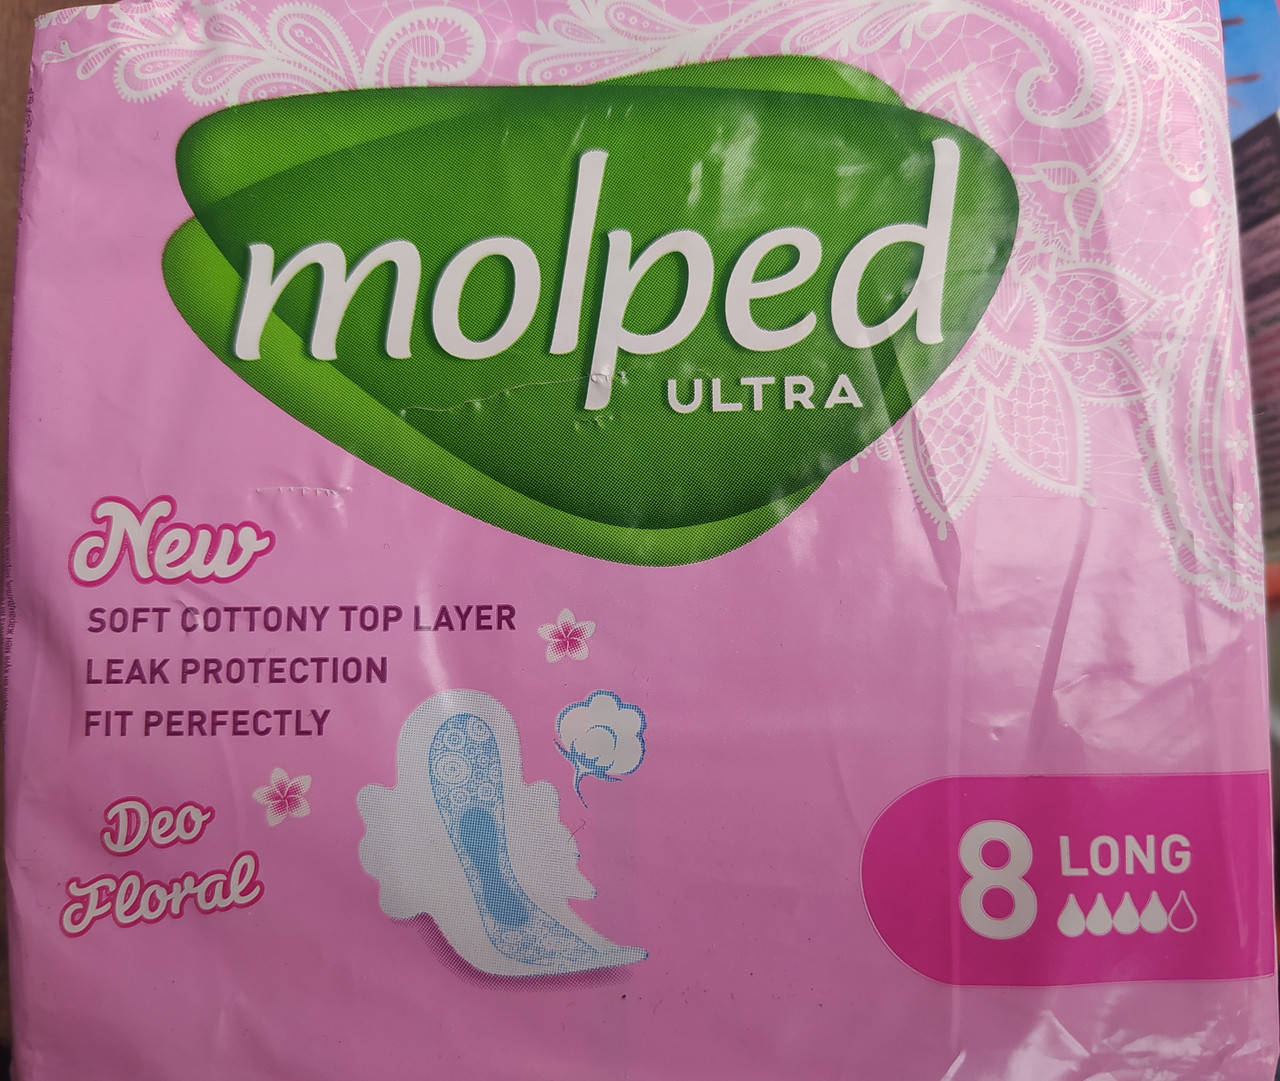 molped
ULTRA
New
SOFT COTTONY TOP LAYER
LEAK PROTECTION
FIT PERFECTLY
Deo
Floral
8 LONG